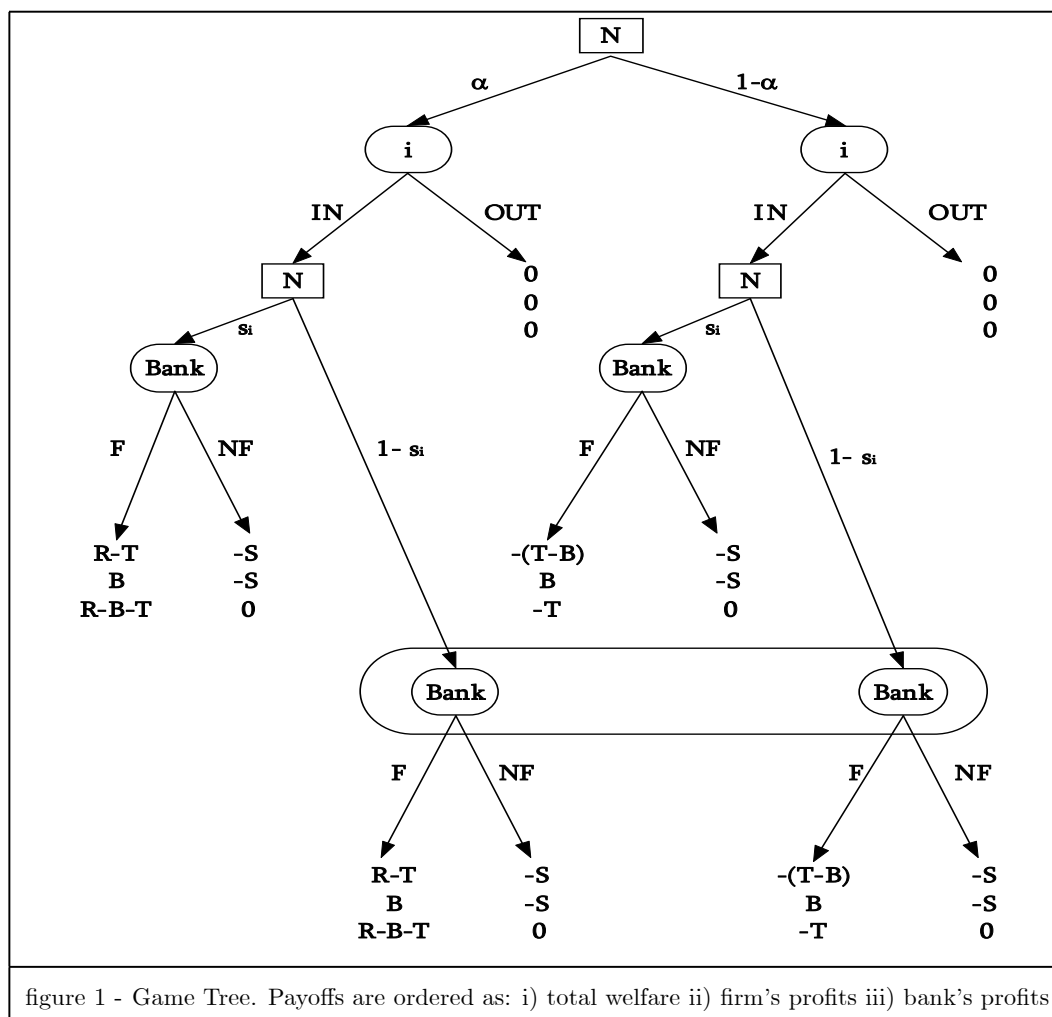 N
α 1-α
i i
IN OUT IN OUT
N 0 N 0
0 0
0 0
si si
Bank Bank
F NF 1- si F NF 1- si
R-T -S -(T-B) -S
B -S B -S
R-B-T 0 -T 0
Bank Bank
F NF F NF
R-T -S -(T-B) -S
B -S B -S
R-B-T 0 -T 0
figure 1 - Game Tree. Payoffs are ordered as: i) total welfare ii) firm's profits iii) bank's profits